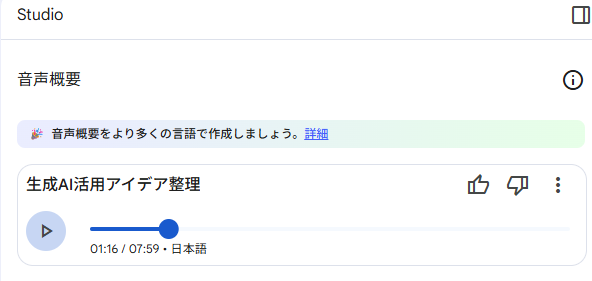 Studio
音声概要
🎉 音声概要をより多くの言語で作成しましょう。詳細
生成AI活用アイデア整理
01:16 / 07:59 • 日本語